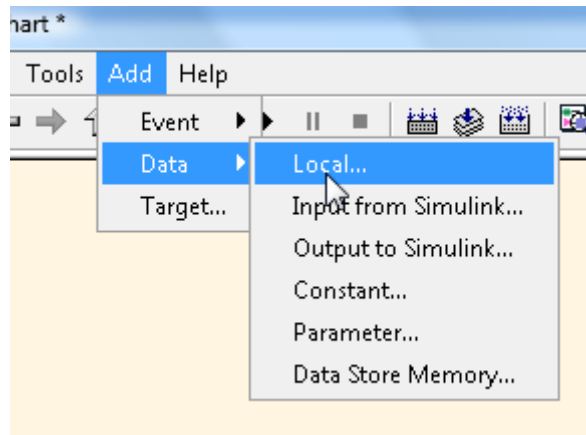 hart *
Tools Add Help
Event
Data
Local...
Target...
Input from Simulink...
Output to Simulink...
Constant...
Parameter...
Data Store Memory...